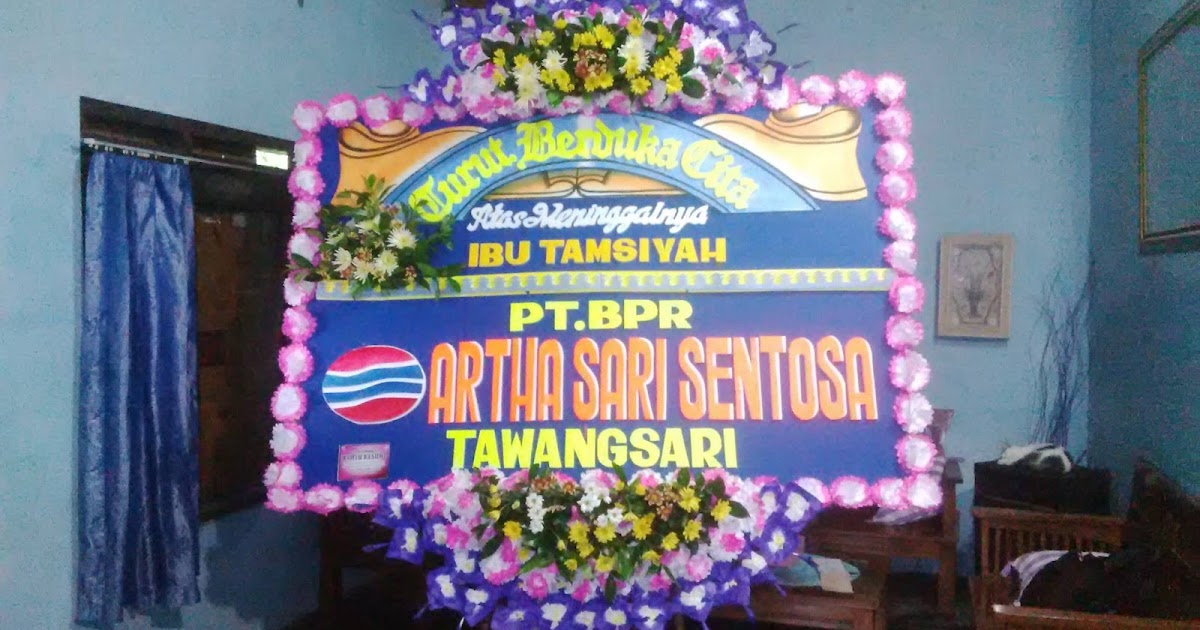 Turut Berduka Cita
Atas Meninggalnya
IBU TAMSIYAH
PT.BPR
ARTHA SARI SENTOSA
TAWANGSARI